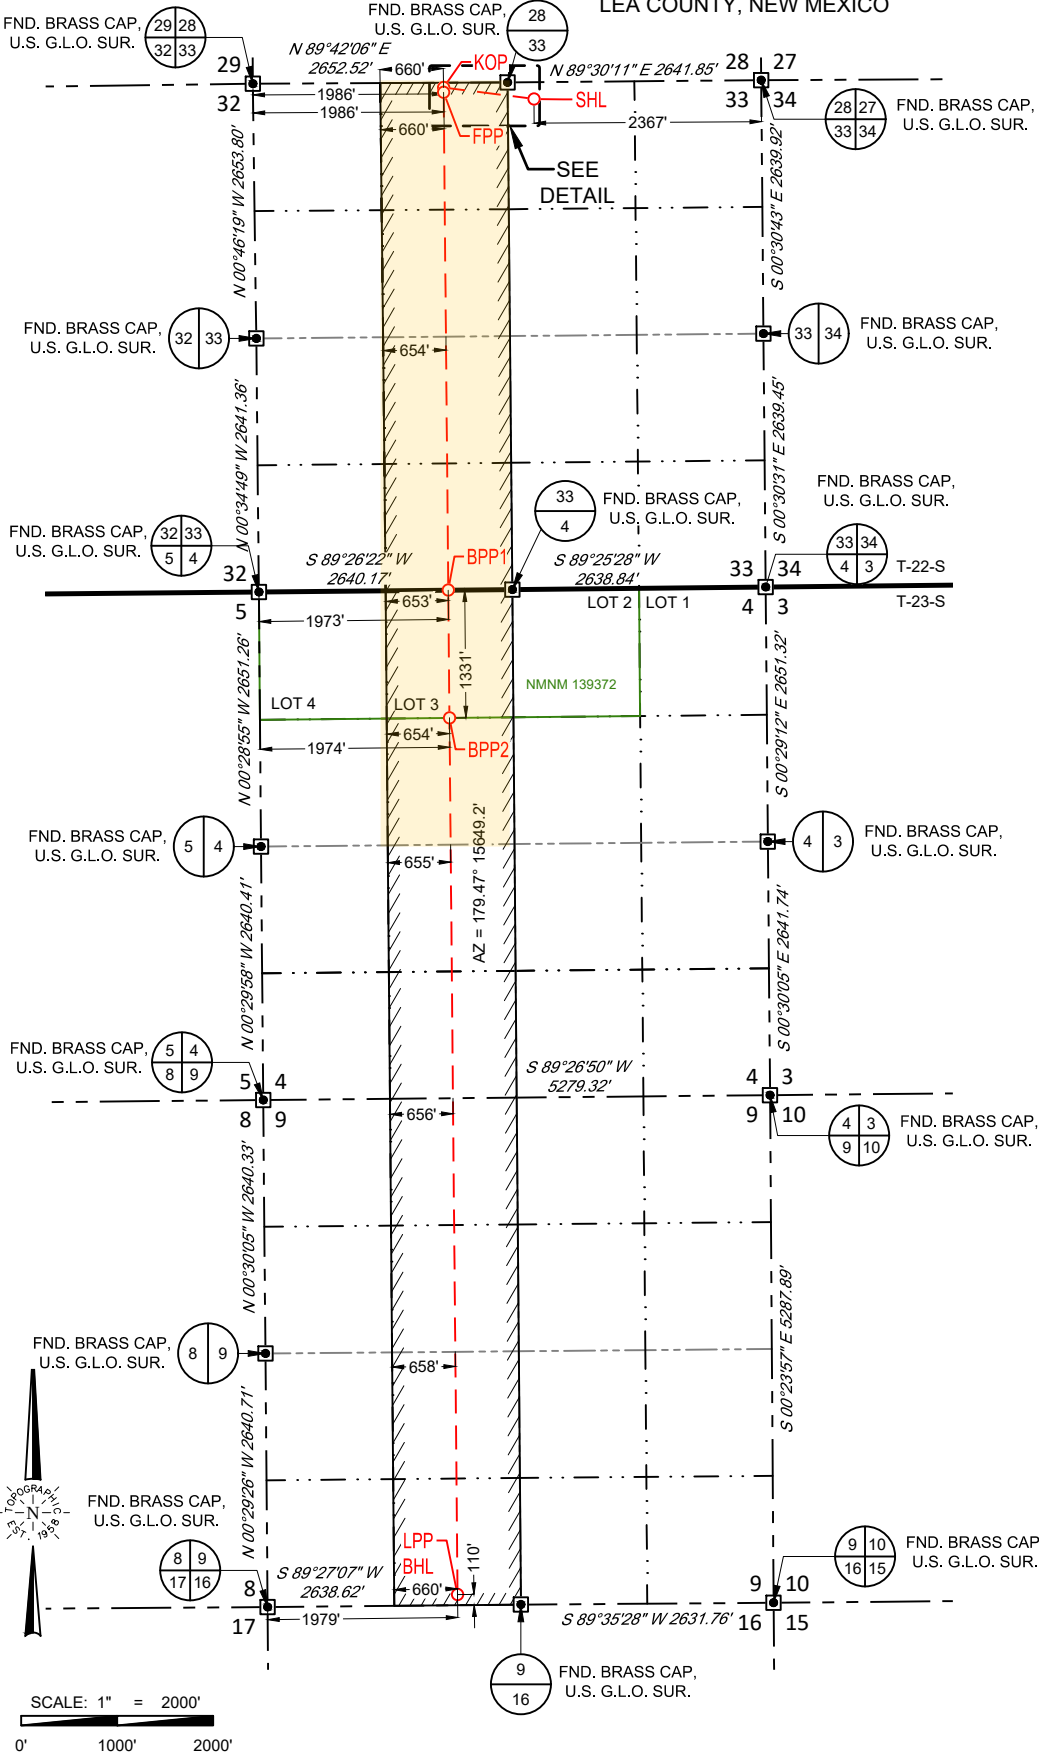 LEA COUNTY, NEW MEXICO
FND. BRASS CAP,
U.S. G.L.O. SUR.
29 28
32 33
FND. BRASS CAP,
U.S. G.L.O. SUR.
28
33
N 89°42'06" E
2652.52'
660'
KOP
N 89°30'11" E 2641.85'
29
32
28 27
33 34
1986'
1986'
660'
FPP
SHL
2367'
28 27
33 34
FND. BRASS CAP,
U.S. G.L.O. SUR.
SEE
DETAIL
N 00°46'19" W 2653.80'
S 00°30'43" E 2639.92'
FND. BRASS CAP,
U.S. G.L.O. SUR.
32 33
654'
33 34
FND. BRASS CAP,
U.S. G.L.O. SUR.
N 00°34'49" W 2641.36'
S 00°30'31" E 2639.45'
FND. BRASS CAP,
U.S. G.L.O. SUR.
32 33
5 4
33
4
FND. BRASS CAP,
U.S. G.L.O. SUR.
FND. BRASS CAP,
U.S. G.L.O. SUR.
33 34
4 3
S 89°26'22" W
2640.17'
BPP1
S 89°25'28" W
2638.84'
32
5
33 34
4 3
T-22-S
T-23-S
653'
1973'
1331'
LOT 2
LOT 1
NMNM 139372
LOT 4
LOT 3
654'
1974'
BPP2
N 00°28'55" W 2651.26'
S 00°29'12" E 2651.32'
FND. BRASS CAP,
U.S. G.L.O. SUR.
5 4
655'
AZ = 179.47° 15649.2'
4 3
FND. BRASS CAP,
U.S. G.L.O. SUR.
N 00°29'58" W 2640.41'
S 00°30'05" E 2641.74'
FND. BRASS CAP,
U.S. G.L.O. SUR.
5 4
8 9
5 4
8 9
S 89°26'50" W
5279.32'
656'
4 3
9 10
4 3
9 10
FND. BRASS CAP,
U.S. G.L.O. SUR.
N 00°30'05" W 2640.33'
S 00°23'57" E 5287.89'
FND. BRASS CAP,
U.S. G.L.O. SUR.
8 9
658'
N 00°29'26" W 2640.71'
TOPOGRAPHIC
N
EST. 1958
FND. BRASS CAP,
U.S. G.L.O. SUR.
8 9
17 16
8
17
S 89°27'07" W
2638.62'
LPP
BHL
660'
110'
1979'
S 89°35'28" W 2631.76'
9 10
16 15
9 10
16 15
FND. BRASS CAP
U.S. G.L.O. SUR.
9
16
FND. BRASS CAP,
U.S. G.L.O. SUR.
SCALE: 1" = 2000'
0' 1000' 2000'